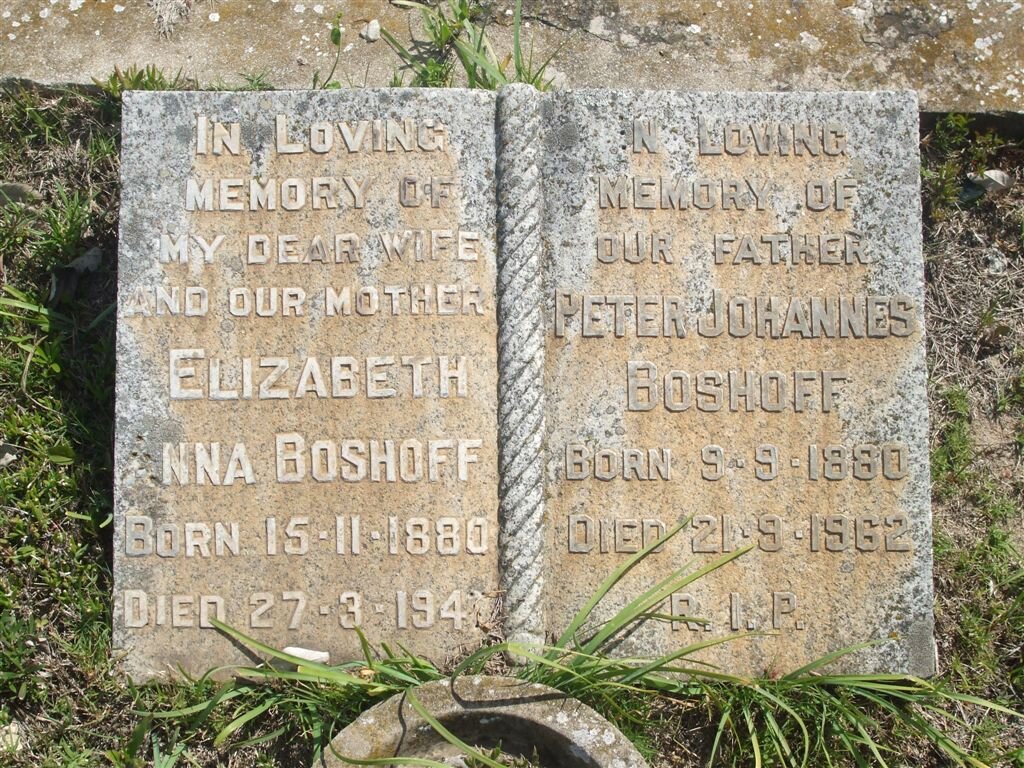 IN LOVING
MEMORY OF
MY DEAR WIFE
AND OUR MOTHER
ELIZABETH
NNA BOSHOFF
BORN 15-11-1880
DIED 27-3-194
N LOVING
MEMORY OF
OUR FATHER
PETER JOHANNES
BOSHOFF
BORN 9-9-1880
DIED 21-9-1962
R.I.P.